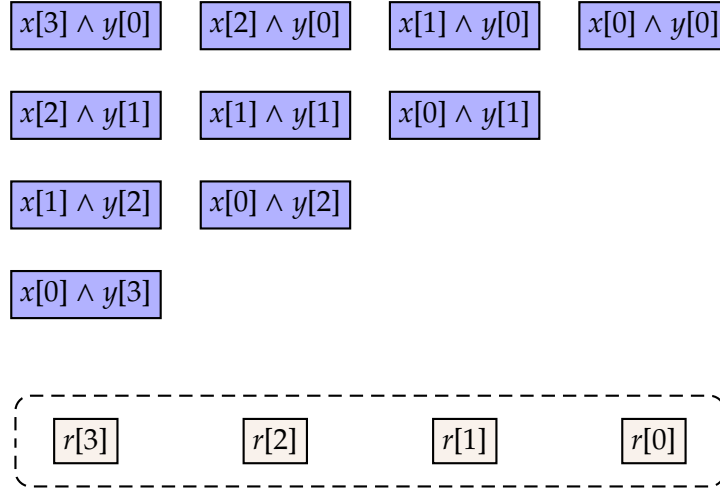 x[3] ∧ y[0] x[2] ∧ y[0] x[1] ∧ y[0] x[0] ∧ y[0]
x[2] ∧ y[1] x[1] ∧ y[1] x[0] ∧ y[1]
x[1] ∧ y[2] x[0] ∧ y[2]
x[0] ∧ y[3]
r[3] r[2] r[1] r[0]